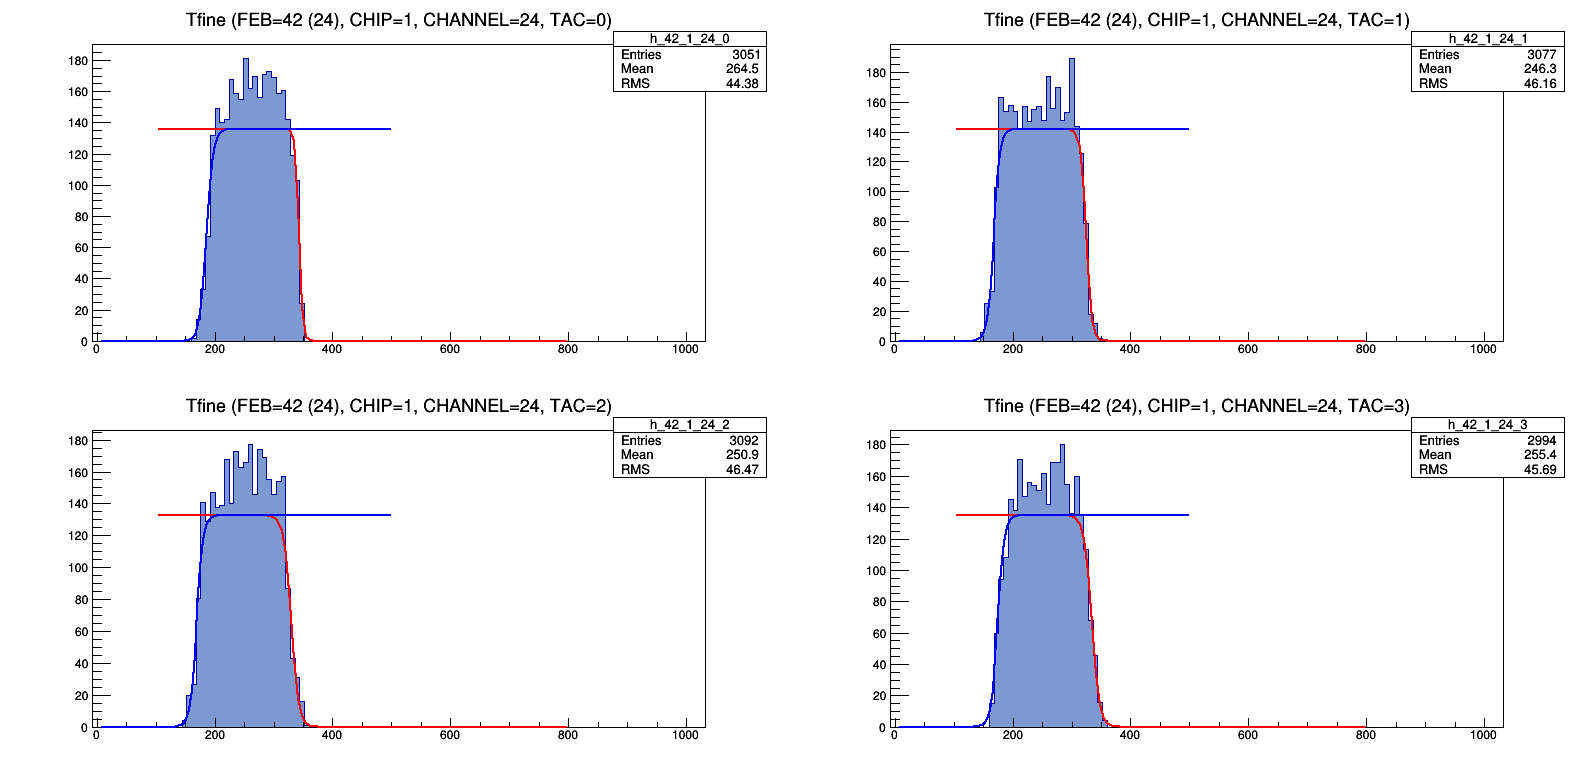 Tfine (FEB=42 (24), CHIP=1, CHANNEL=24, TAC=0)
h_42_1_24_0
Entries 3051
Mean 264.5
RMS 44.38
180
160
140
120
100
80
60
40
20
0
0 200 400 600 800 1000
Tfine (FEB=42 (24), CHIP=1, CHANNEL=24, TAC=1)
h_42_1_24_1
Entries 3077
Mean 246.3
RMS 46.16
180
160
140
120
100
80
60
40
20
0
0 200 400 600 800 1000
Tfine (FEB=42 (24), CHIP=1, CHANNEL=24, TAC=2)
h_42_1_24_2
Entries 3092
Mean 250.9
RMS 46.47
180
160
140
120
100
80
60
40
20
0
0 200 400 600 800 1000
Tfine (FEB=42 (24), CHIP=1, CHANNEL=24, TAC=3)
h_42_1_24_3
Entries 2994
Mean 255.4
RMS 45.69
180
160
140
120
100
80
60
40
20
0
0 200 400 600 800 1000